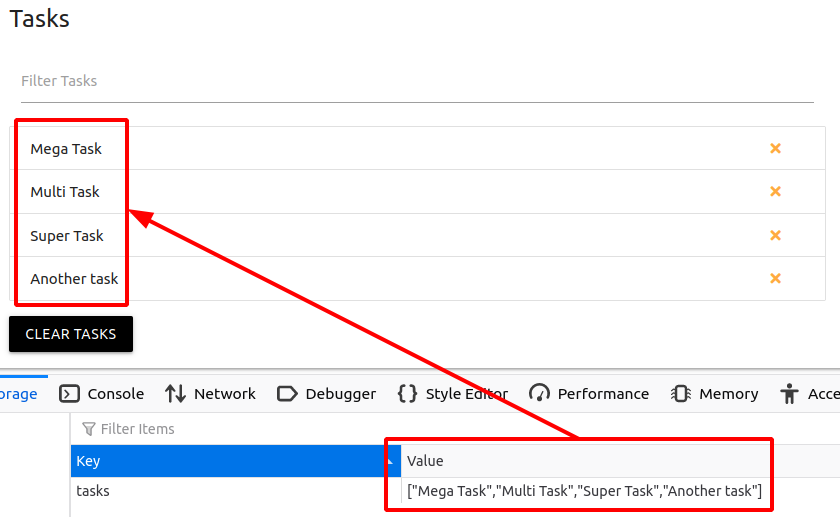 Tasks
Filter Tasks
Mega Task
Multi Task
Super Task
Another task
CLEAR TASKS
orage Console Network Debugger {} Style Editor Performance Memory Acce
Filter Items
Key Value
tasks ["Mega Task","Multi Task","Super Task","Another task"]